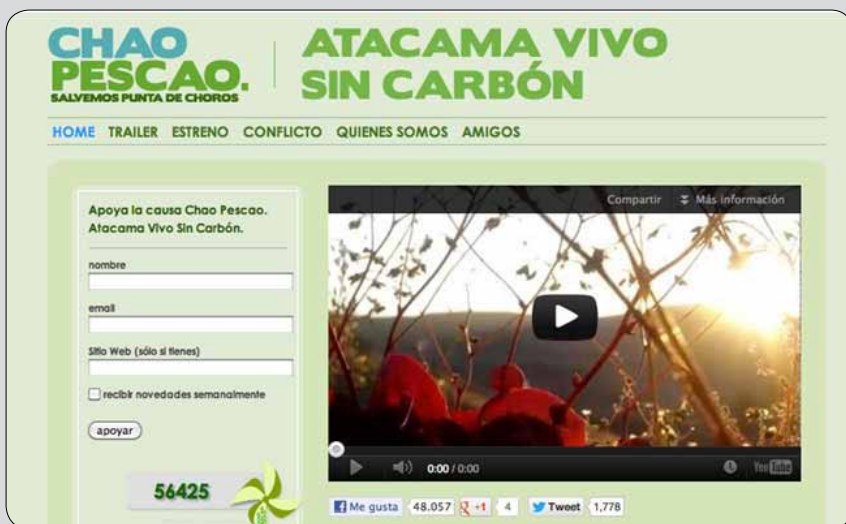 CHAO
PESCAO.
SALVEMOS PUNTA DE CHOROS
ATACAMA VIVO
SIN CARBÓN
HOME TRAILER ESTRENO CONFLICTO QUIENES SOMOS AMIGOS
Apoya la causa Chao Pescao.
Atacama Vivo Sin Carbón.
nombre
email
Sitio Web (sólo si tienes)
recibir novedades semanalmente
apoyar
56425
Compartir Más información
0:00 / 0:00 YouTube
Me gusta 48.057 +1 4 Tweet 1,778